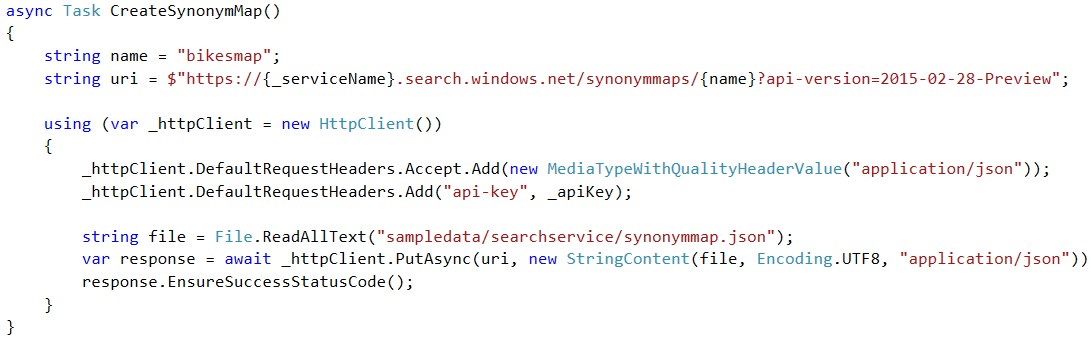 async Task CreateSynonymMap()
{
    string name = "bikesmap";
    string uri = $"https://{_serviceName}.search.windows.net/synonymmaps/{name}?api-version=2015-02-28-Preview";

    using (var _httpClient = new HttpClient())
    {
        _httpClient.DefaultRequestHeaders.Accept.Add(new MediaTypeWithQualityHeaderValue("application/json"));
        _httpClient.DefaultRequestHeaders.Add("api-key", _apiKey);

        string file = File.ReadAllText("sampledata/searchservice/synonymmap.json");
        var response = await _httpClient.PutAsync(uri, new StringContent(file, Encoding.UTF8, "application/json"))
        response.EnsureSuccessStatusCode();
    }
}